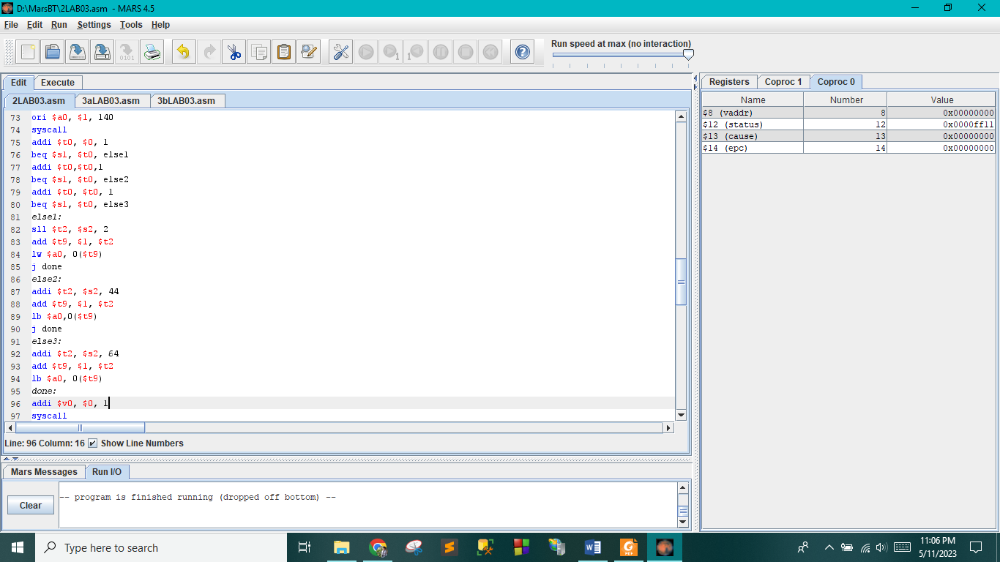 D:\MarsBT\2LAB03.asm - MARS 4.5
File Edit Run Settings Tools Help
Run speed at max (no interaction)
Edit Execute
2LAB03.asm 3aLAB03.asm 3bLAB03.asm
73 ori $a0, $1, 140
74 syscall
75 addi $t0, $0, 1
76 beq $s1, $t0, else1
77 addi $t0,$t0,1
78 beq $s1, $t0, else2
79 addi $t0, $t0, 1
80 beq $s1, $t0, else3
81 else1:
82 sll $t2, $s2, 2
83 add $t9, $1, $t2
84 lw $a0, 0($t9)
85 j done
86 else2:
87 addi $t2, $s2, 44
88 add $t9, $1, $t2
89 lb $a0,0($t9)
90 j done
91 else3:
92 addi $t2, $s2, 64
93 add $t9, $1, $t2
94 lb $a0, 0($t9)
95 done:
96 addi $v0, $0, 1
97 syscall
Line: 96 Column: 16 Show Line Numbers
Mars Messages Run I/O
Clear
-- program is finished running (dropped off bottom) --
Registers Coproc 1 Coproc 0
Name Number Value
$8 (vaddr) 8 0x00000000
$12 (status) 12 0x0000ff11
$13 (cause) 13 0x00000000
$14 (epc) 14 0x00000000
Type here to search
11:06 PM
5/11/2023